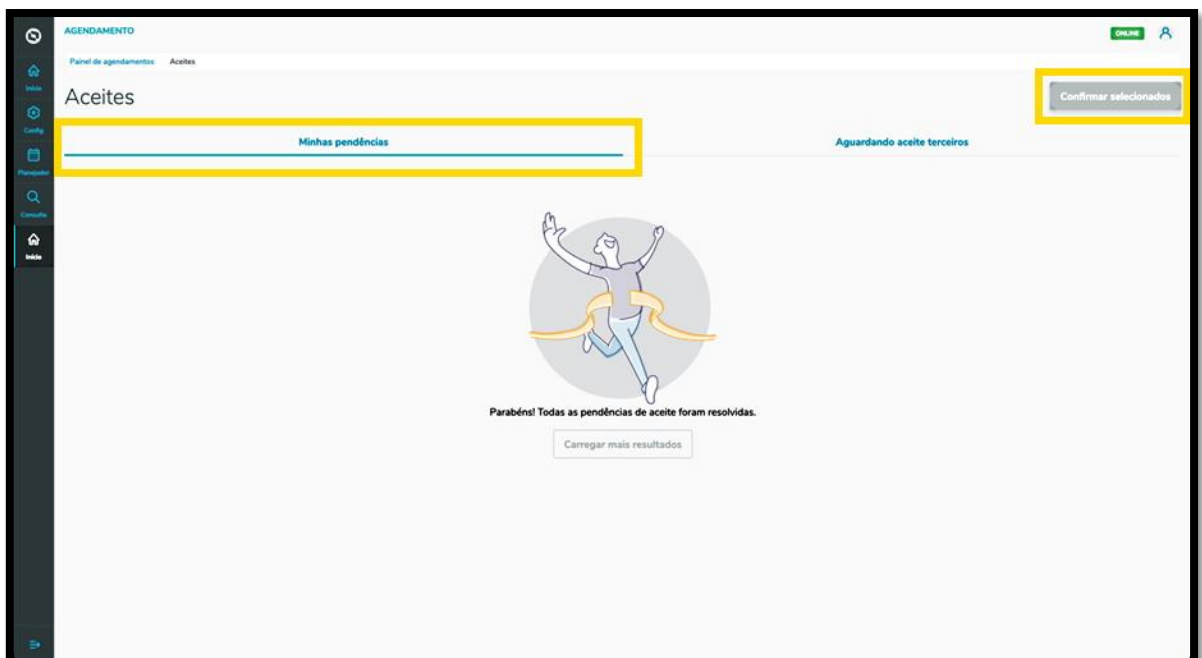 AGENDAMENTO
ONLINE
Painel de agendamentos Aceites
Início
Aceites
Confirmar selecionados
Config
Minhas pendências
Aguardando aceite terceiros
Planejador
Consulta
Início
Parabéns! Todas as pendências de aceite foram resolvidas.
Carregar mais resultados